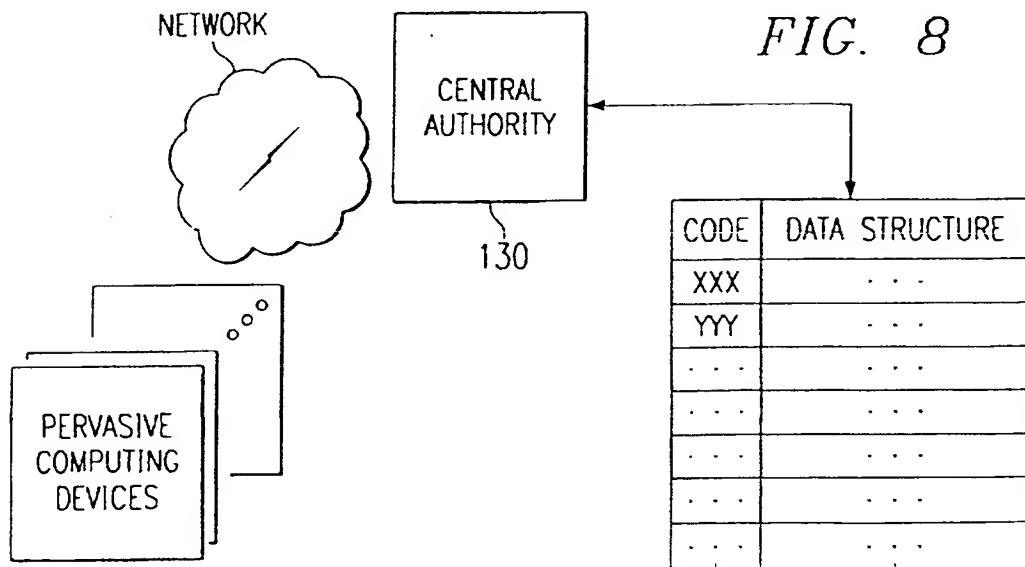 NETWORK
FIG. 8
CENTRAL
AUTHORITY
130
CODE DATA STRUCTURE
XXX . . .
YYY . . .
. . . . . .
. . . . . .
. . . . . .
. . . . . .
. . . . . .
PERVASIVE
COMPUTING
DEVICES